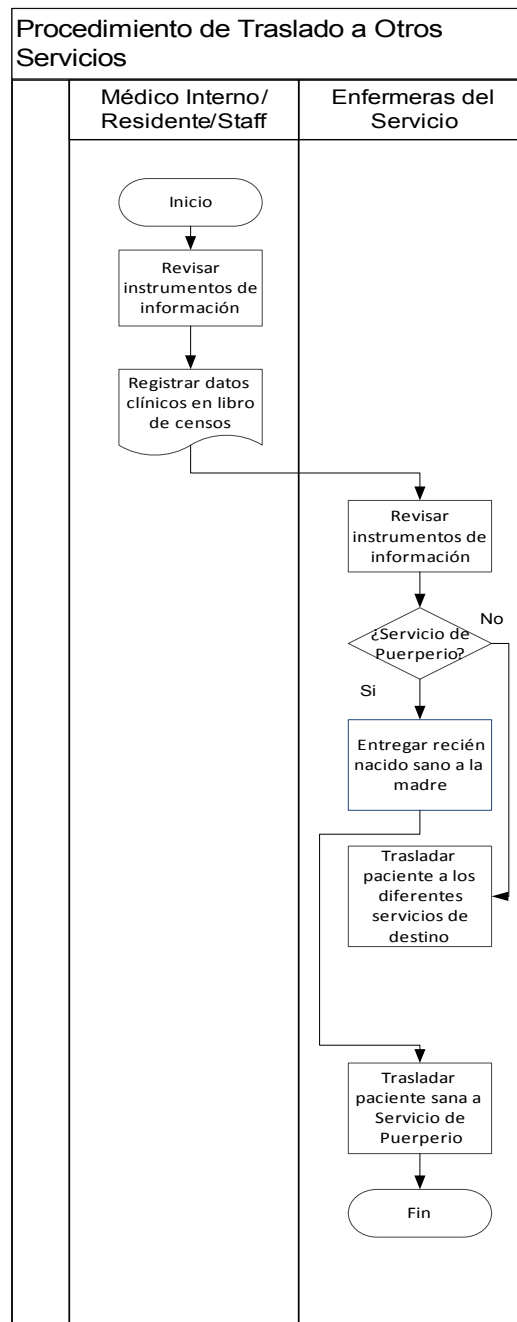 Procedimiento de Traslado a Otros
Servicios
Médico Interno/
Residente/Staff
Enfermeras del
Servicio
Inicio
Revisar
instrumentos de
información
Registrar datos
clínicos en libro
de censos
Revisar
instrumentos de
información
¿Servicio de
Puerperio?
No
Si
Entregar recién
nacido sano a la
madre
Trasladar
paciente a los
diferentes
servicios de
destino
Trasladar
paciente sana a
Servicio de
Puerperio
Fin